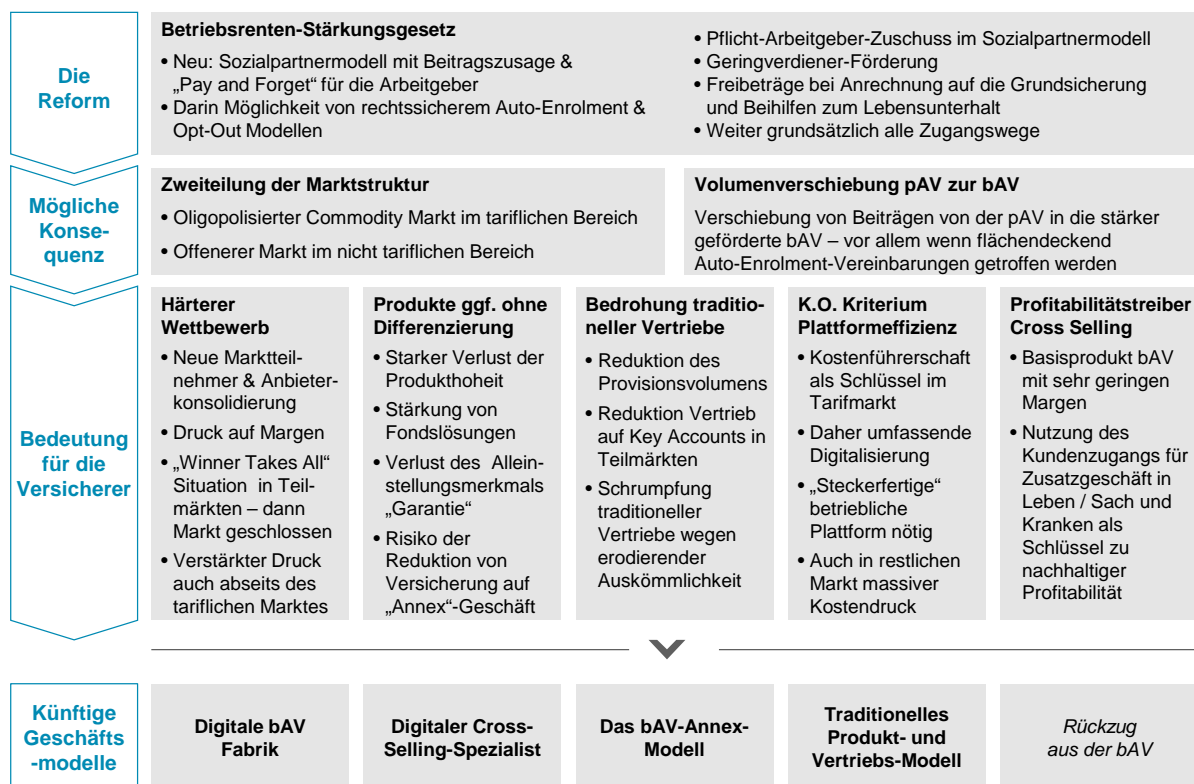 Die
Reform
Betriebsrenten-Stärkungsgesetz
• Neu: Sozialpartnermodell mit Beitragszusage &
„Pay and Forget“ für die Arbeitgeber
• Darin Möglichkeit von rechtssicherem Auto-Enrolment &
Opt-Out Modellen
• Pflicht-Arbeitgeber-Zuschuss im Sozialpartnermodell
• Geringverdiener-Förderung
• Freibeträge bei Anrechnung auf die Grundsicherung
und Beihilfen zum Lebensunterhalt
• Weiter grundsätzlich alle Zugangswege
Mögliche
Konse-
quenz
Zweiteilung der Marktstruktur
• Oligopolisierter Commodity Markt im tariflichen Bereich
• Offenerer Markt im nicht tariflichen Bereich
Volumenverschiebung pAV zur bAV
Verschiebung von Beiträgen von der pAV in die stärker
geförderte bAV – vor allem wenn flächendeckend
Auto-Enrolment-Vereinbarungen getroffen werden
Bedeutung
für die
Versicherer
Härterer
Wettbewerb
• Neue Marktteil-
nehmer & Anbieter-
konsolidierung
• Druck auf Margen
• „Winner Takes All“
Situation in Teil-
märkten – dann
Markt geschlossen
• Verstärkter Druck
auch abseits des
tariflichen Marktes
Produkte ggf. ohne
Differenzierung
• Starker Verlust der
Produkthoheit
• Stärkung von
Fondslösungen
• Verlust des Allein-
stellungsmerkmals
„Garantie“
• Risiko der
Reduktion von
Versicherung auf
„Annex“-Geschäft
Bedrohung traditio-
neller Vertriebe
• Reduktion des
Provisionsvolumens
• Reduktion Vertrieb
auf Key Accounts in
Teilmärkten
• Schrumpfung
traditioneller
Vertriebe wegen
erodierender
Auskömmlichkeit
K.O. Kriterium
Plattformeffizienz
• Kostenführerschaft
als Schlüssel im
Tarifmarkt
• Daher umfassende
Digitalisierung
• „Steckerfertige“
betriebliche
Plattform nötig
• Auch in restlichen
Markt massiver
Kostendruck
Profitabilitätstreiber
Cross Selling
• Basisprodukt bAV
mit sehr geringen
Margen
• Nutzung des
Kundenzugangs für
Zusatzgeschäft in
Leben / Sach und
Kranken als
Schlüssel zu
nachhaltiger
Profitabilität
Künftige
Geschäfts
-modelle
Digitale bAV
Fabrik
Digitaler Cross-
Selling-Spezialist
Das bAV-Annex-
Modell
Traditionelles
Produkt- und
Vertriebs-Modell
Rückzug
aus der bAV